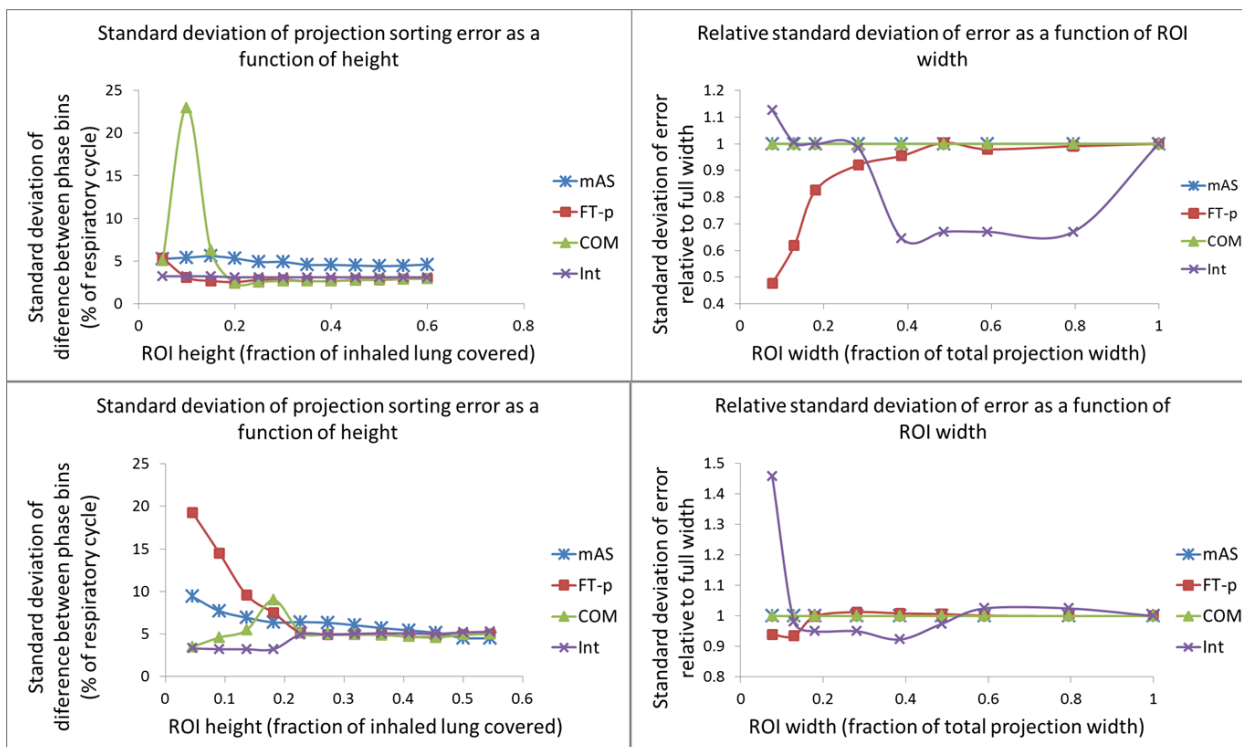 Standard deviation of projection sorting error as a
function of height
Standard deviation of
diference between phase bins
(% of respiratory cycle)
25
20
15
10
5
0
0
0.2
0.4
0.6
0.8
ROI height (fraction of inhaled lung covered)
mAS
FT-p
COM
Int
Relative standard deviation of error as a function of ROI
width
Standard deviation of error
relative to full width
1.2
1.1
1
0.9
0.8
0.7
0.6
0.5
0.4
0
0.2
0.4
0.6
0.8
1
ROI width (fraction of total projection width)
mAS
FT-p
COM
Int
Standard deviation of projection sorting error as a
function of height
Standard deviation of
diference between phase bins
(% of respiratory cycle)
25
20
15
10
5
0
0
0.1
0.2
0.3
0.4
0.5
0.6
ROI height (fraction of inhaled lung covered)
mAS
FT-p
COM
Int
Relative standard deviation of error as a function of
ROI width
Standard deviation of error
relative to full width
1.5
1.4
1.3
1.2
1.1
1
0.9
0.8
0
0.2
0.4
0.6
0.8
1
ROI width (fraction of total projection width)
mAS
FT-p
COM
Int